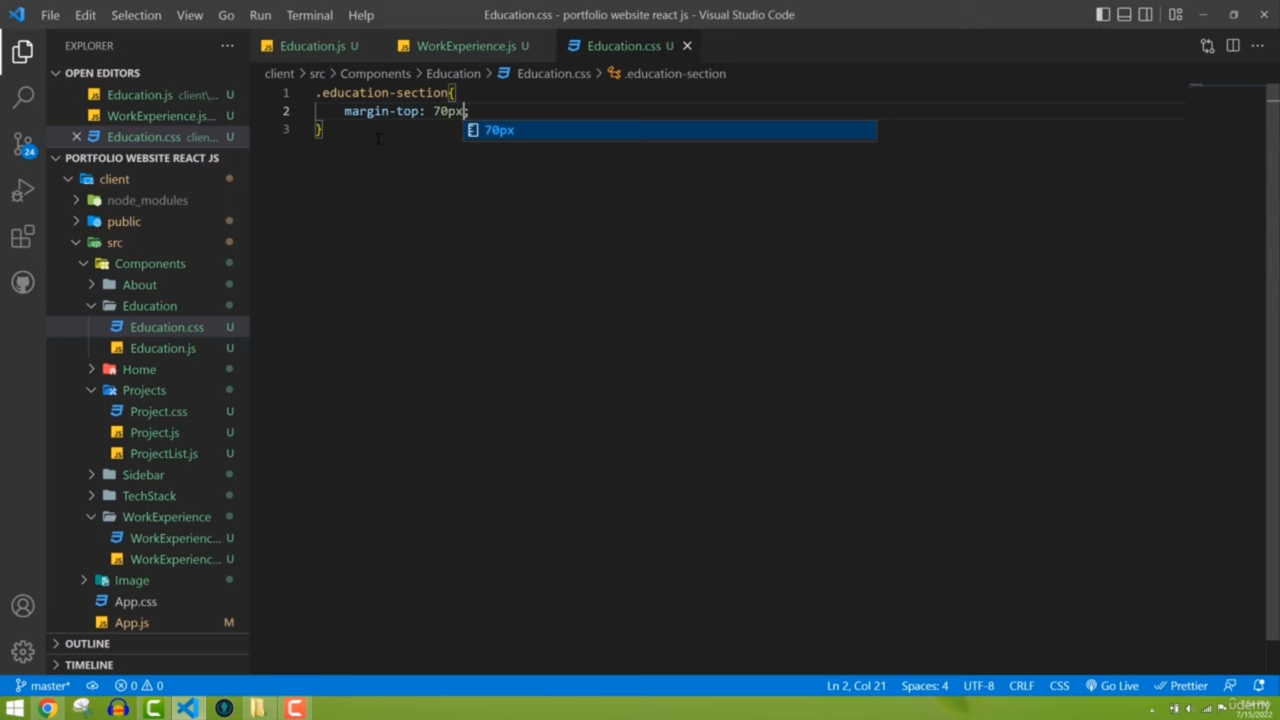 File Edit Selection View Go Run Terminal Help Education.css - portfolio website react js - Visual Studio Code
EXPLORER
Education.js U WorkExperience.js U Education.css U
OPEN EDITORS
client > src > Components > Education > Education.css > .education-section
Education.js client\... U
WorkExperience.js... U
Education.css clien... U
1 .education-section{
2 margin-top: 70px;
3 }
70px
PORTFOLIO WEBSITE REACT JS
client
node_modules
public
src
Components
About
Education
Education.css U
Education.js U
Home
Projects
Project.css U
Project.js U
ProjectList.js U
Sidebar
TechStack
WorkExperience
WorkExperienc... U
WorkExperienc... U
Image
App.css
App.js M
OUTLINE
TIMELINE
24
master* 0 0 Ln 2, Col 21 Spaces: 4 UTF-8 CRLF CSS Go Live Prettier
udemy
7/15/2022